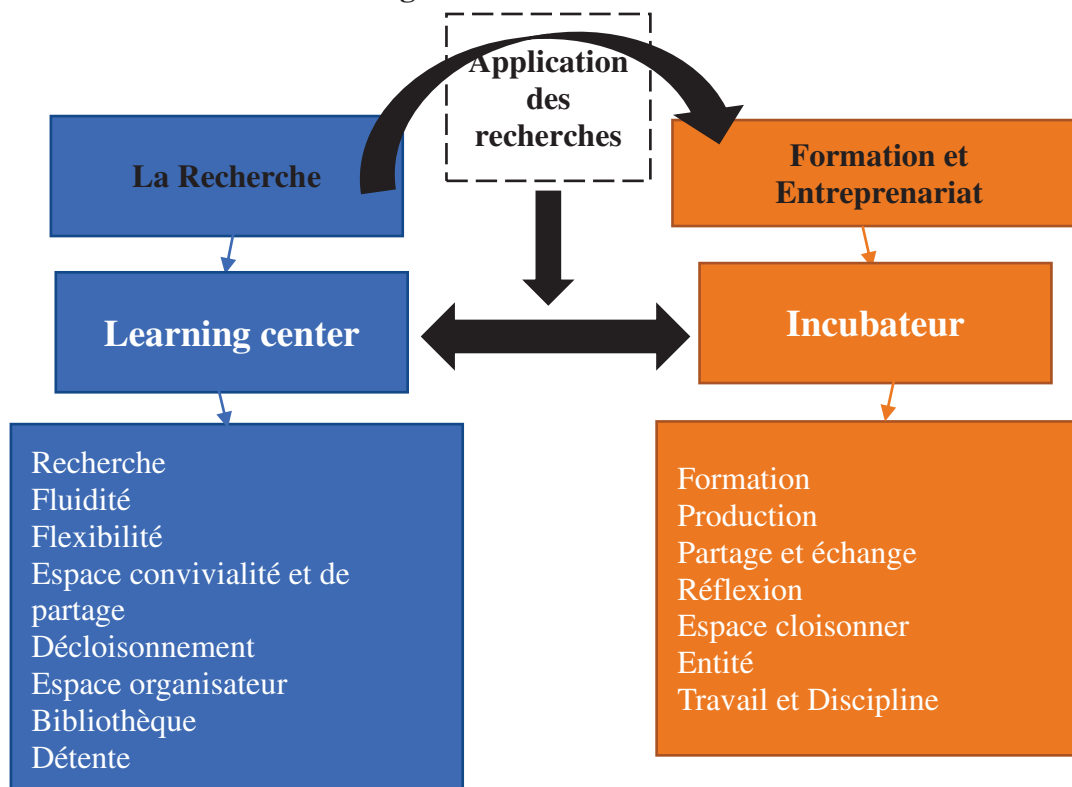 Application
des
recherches
La Recherche
Formation et
Entreprenariat
Learning center
Incubateur
Recherche
Fluidité
Flexibilité
Espace convivialité et de
partage
Décloisonnement
Espace organisateur
Bibliothèque
Détente
Formation
Production
Partage et échange
Réflexion
Espace cloisonner
Entité
Travail et Discipline